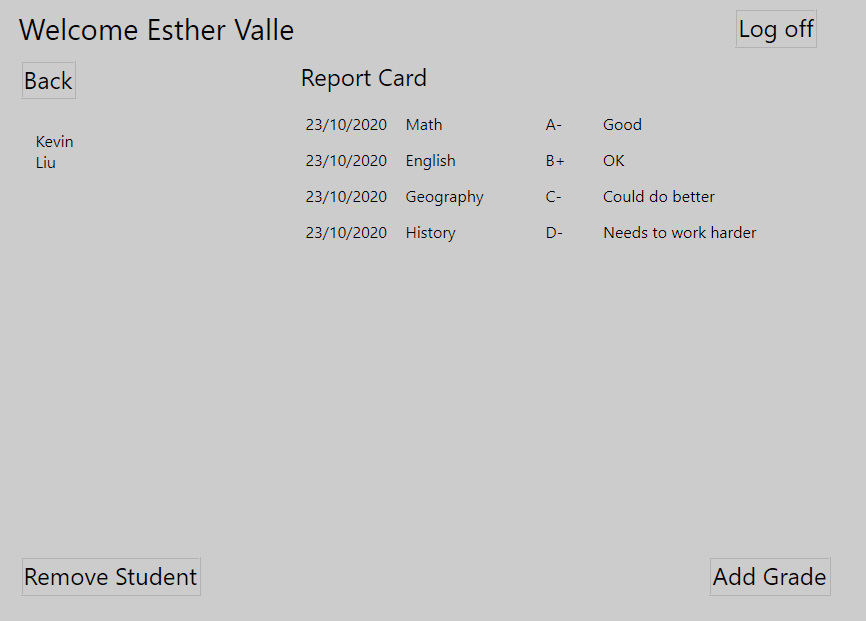 Welcome Esther Valle
Log off
Back
Report Card
Kevin
Liu
23/10/2020 Math A- Good
23/10/2020 English B+ OK
23/10/2020 Geography C- Could do better
23/10/2020 History D- Needs to work harder
Remove Student
Add Grade